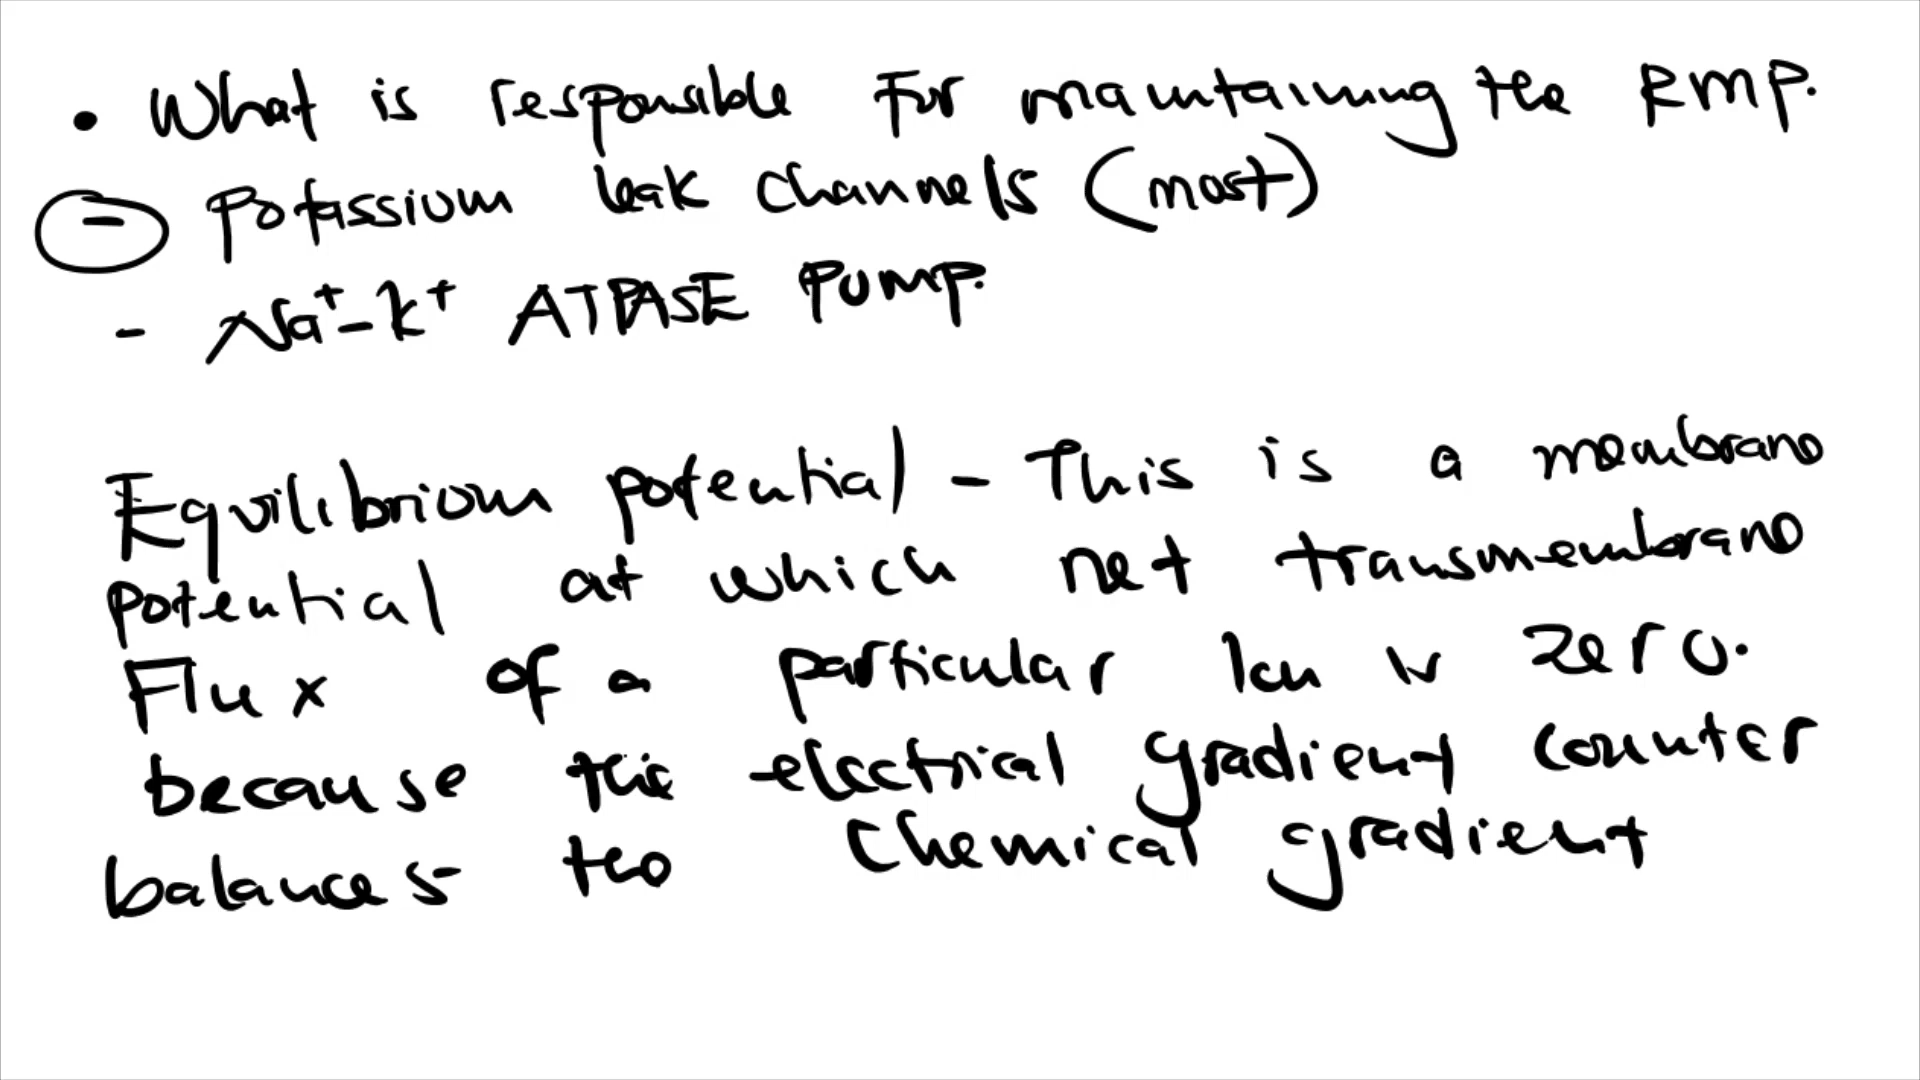 • What is responsible For maintaining the RMP.
- Potassium leak channels (most)
- Na⁺-K⁺ ATPASE PUMP.
Equilibrium potential - This is a membrane
potential at which net transmembrane
Flux of a particular Ion is zero.
because the electrical gradient counter
balances the Chemical gradient